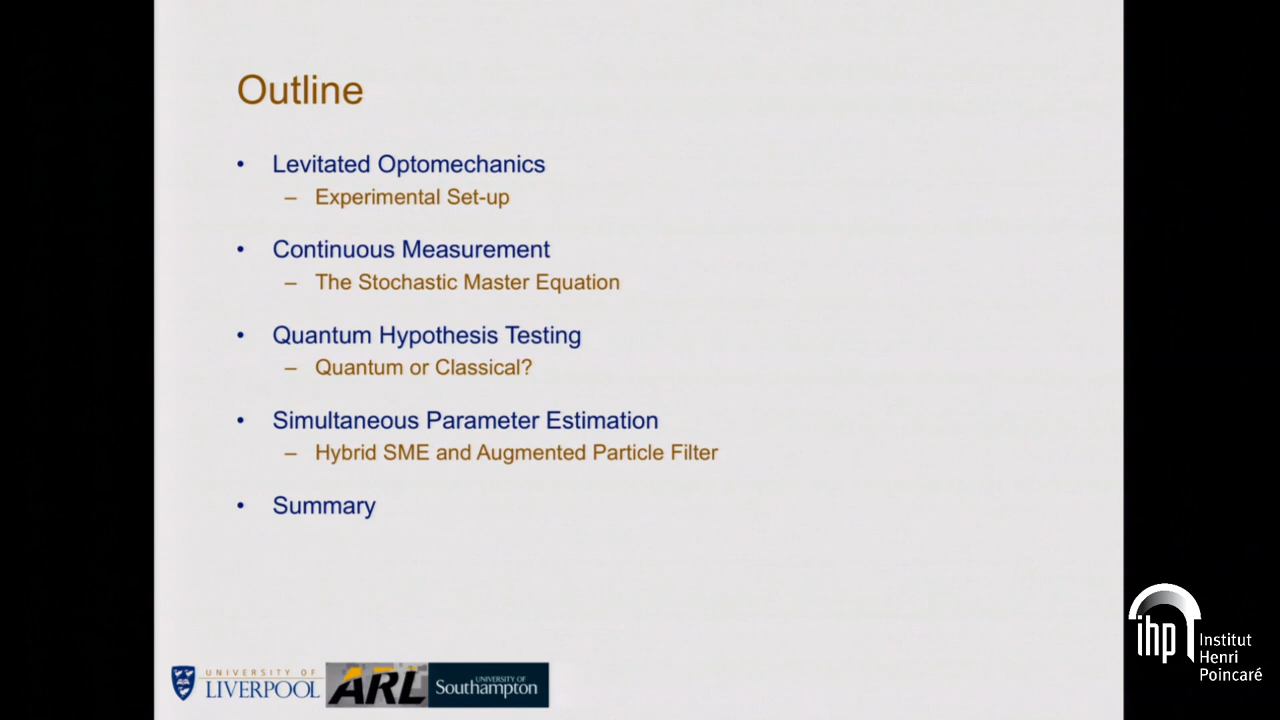 Outline
• Levitated Optomechanics
– Experimental Set-up
• Continuous Measurement
– The Stochastic Master Equation
• Quantum Hypothesis Testing
– Quantum or Classical?
• Simultaneous Parameter Estimation
– Hybrid SME and Augmented Particle Filter
• Summary
UNIVERSITY OF
LIVERPOOL
ARL
UNIVERSITY OF
Southampton
ihp
Institut
Henri
Poincaré